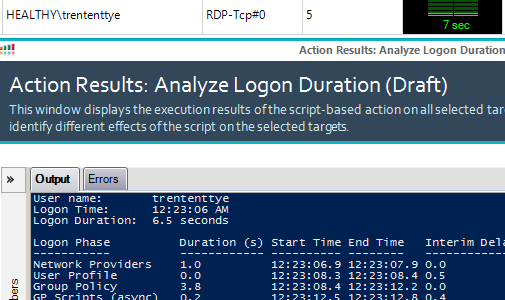 HEALTHY\trententtye RDP-Tcp#0 5
7 sec
Action Results: Analyze Logon Duration
Action Results: Analyze Logon Duration (Draft)
This window displays the execution results of the script-based action on all selected tar
identify different effects of the script on the selected targets.
» Output Errors
User name: trententtye
Logon Time: 12:23:06 AM
Logon Duration: 6.5 seconds
Logon Phase Duration (s) Start Time End Time Interim Dela
Network Providers 1.0 12:23:06.9 12:23:07.9 0.0
User Profile 0.0 12:23:08.3 12:23:08.4 0.5
Group Policy 3.8 12:23:08.4 12:23:12.2 0.0
GP Scripts (async) 0.2 12:23:12.5 12:23:12.8 0.4
bers